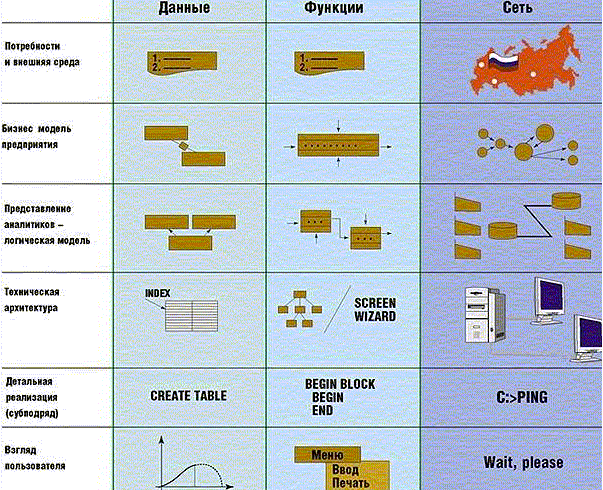 Данные Функции Сеть
Потребности
и внешняя среда
1.
2.
1.
2.
Бизнес модель
предприятия
Представление
аналитиков –
логическая модель
Техническая
архитектура
INDEX
SCREEN
WIZARD
Детальная
реализация
(субподряд)
CREATE TABLE
BEGIN BLOCK
BEGIN
END
C:>PING
Взгляд
пользователя
Меню
Ввод
Печать
Wait, please